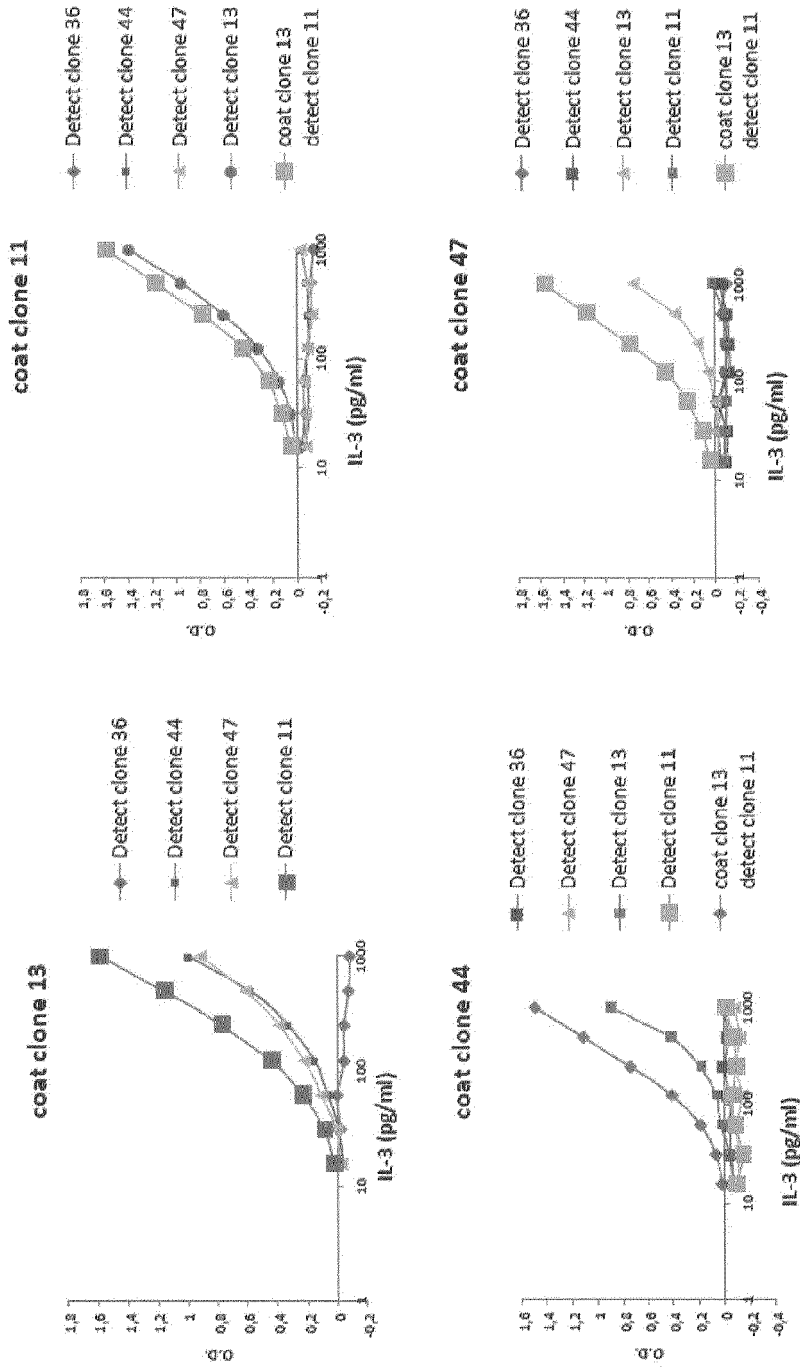 coat clone 13
O.D
1,8
1,6
1,4
1,2
1
0,8
0,6
0,4
0,2
0
-0,2
1
10
100
1000
IL-3 (pg/ml)
Detect clone 36
Detect clone 44
Detect clone 47
Detect clone 11
coat clone 11
O.D
1,8
1,6
1,4
1,2
1
0,8
0,6
0,4
0,2
0
-0,2
1
10
100
1000
IL-3 (pg/ml)
Detect clone 36
Detect clone 44
Detect clone 47
Detect clone 13
coat clone 13
detect clone 11
coat clone 44
O.D
1,8
1,6
1,4
1,2
1
0,8
0,6
0,4
0,2
0
-0,2
-0,4
1
10
100
1000
IL-3 (pg/ml)
Detect clone 36
Detect clone 47
Detect clone 13
Detect clone 11
coat clone 13
detect clone 11
coat clone 47
O.D
1,8
1,6
1,4
1,2
1
0,8
0,6
0,4
0,2
0
-0,2
-0,4
1
10
100
1000
IL-3 (pg/ml)
Detect clone 36
Detect clone 44
Detect clone 13
Detect clone 11
coat clone 13
detect clone 11